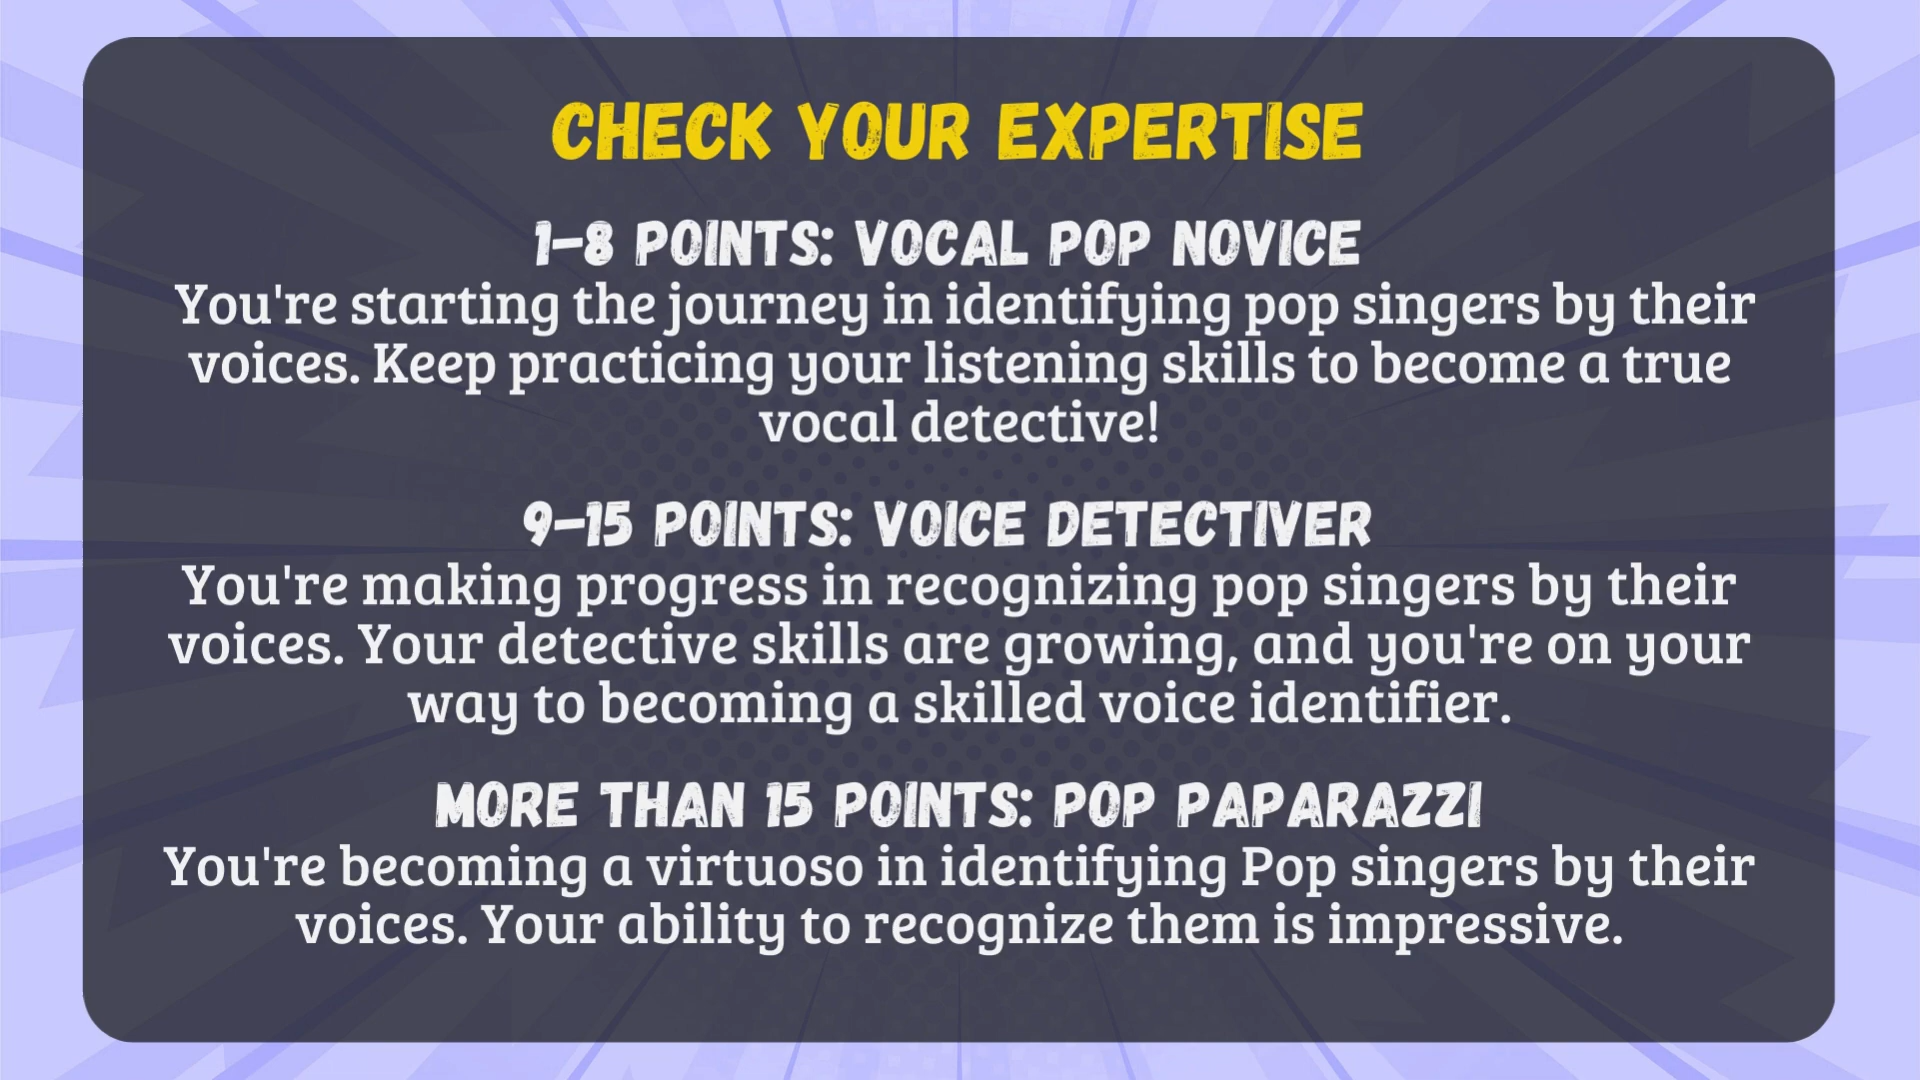 CHECK YOUR EXPERTISE
1-8 POINTS: VOCAL POP NOVICE
You're starting the journey in identifying pop singers by their
voices. Keep practicing your listening skills to become a true
vocal detective!
9-15 POINTS: VOICE DETECTIVER
You're making progress in recognizing pop singers by their
voices. Your detective skills are growing, and you're on your
way to becoming a skilled voice identifier.
MORE THAN 15 POINTS: POP PAPARAZZI
You're becoming a virtuoso in identifying Pop singers by their
voices. Your ability to recognize them is impressive.